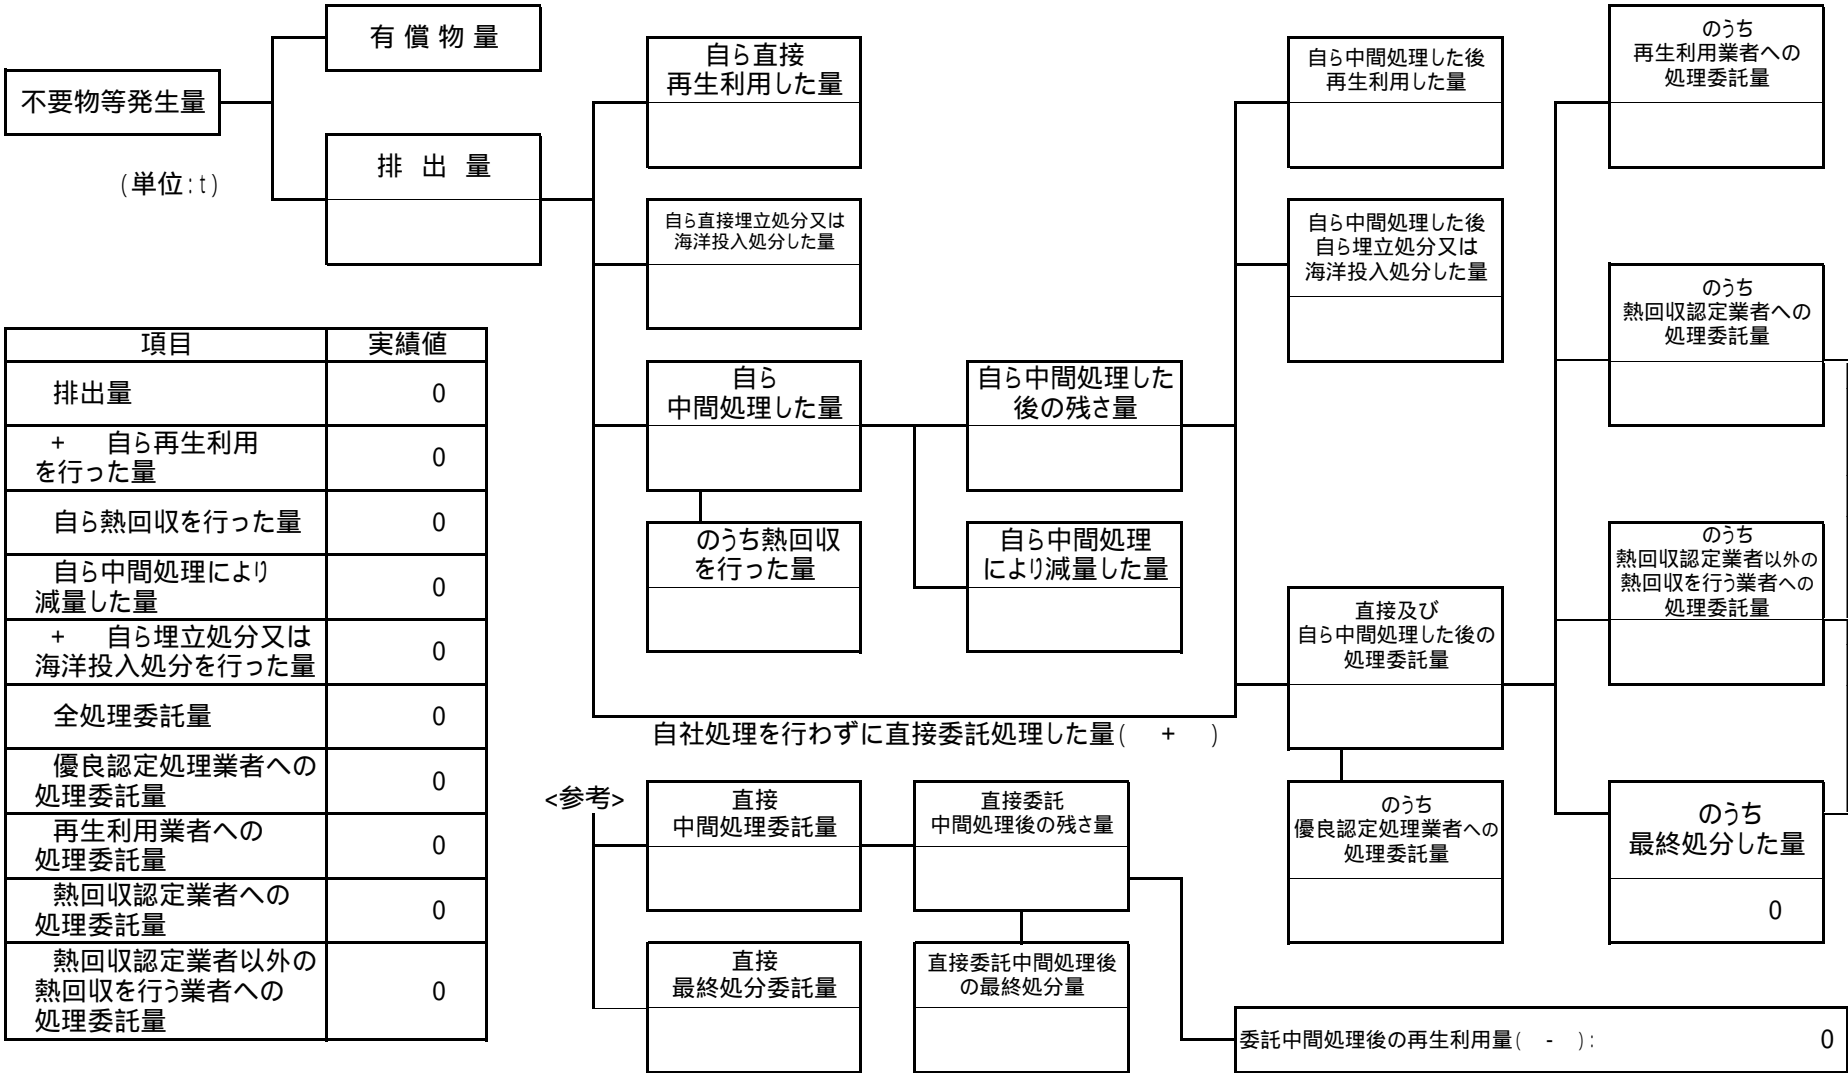 不要物等発生量
(単位:t)
有償物量
排出量
自ら直接
再生利用した量
自ら直接埋立処分又は
海洋投入処分した量
自ら
中間処理した量
のうち熱回収
を行った量
自ら中間処理した
後の残さ量
自ら中間処理
により減量した量
自ら中間処理した後
再生利用した量
自ら中間処理した後
自ら埋立処分又は
海洋投入処分した量
直接及び
自ら中間処理した後の
処理委託量
のうち
優良認定処理業者への
処理委託量
のうち
再生利用業者への
処理委託量
のうち
熱回収認定業者への
処理委託量
のうち
熱回収認定業者以外の
熱回収を行う業者への
処理委託量
のうち
最終処分した量
0
自社処理を行わずに直接委託処理した量( + )
<参考>
直接
中間処理委託量
直接委託
中間処理後の残さ量
直接
最終処分委託量
直接委託中間処理後
の最終処分量
委託中間処理後の再生利用量( - ): 0
項目 実績値
排出量 0
+ 自ら再生利用
を行った量 0
自ら熱回収を行った量 0
自ら中間処理により
減量した量 0
+ 自ら埋立処分又は
海洋投入処分を行った量 0
全処理委託量 0
優良認定処理業者への
処理委託量 0
再生利用業者への
処理委託量 0
熱回収認定業者への
処理委託量 0
熱回収認定業者以外の
熱回収を行う業者への
処理委託量 0